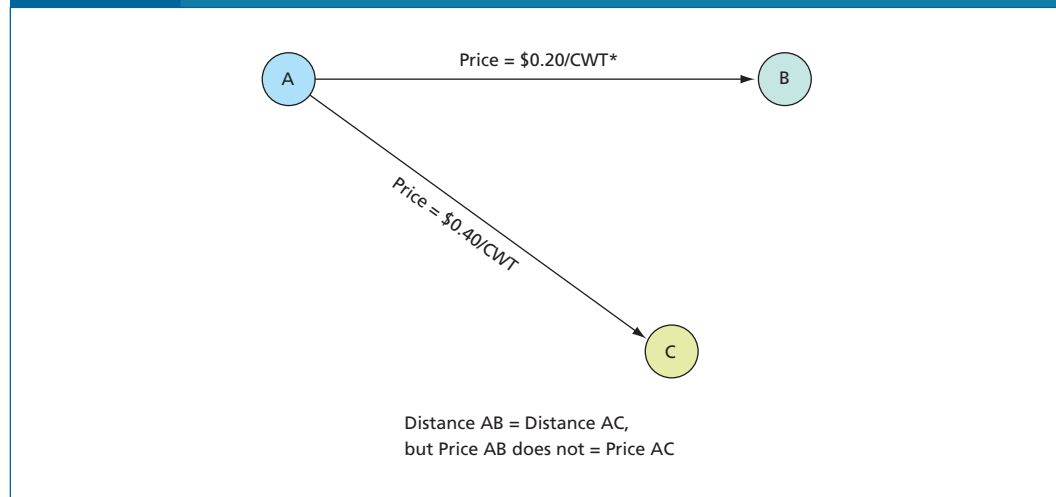 Price = $0.20/CWT*
A
B
Price = $0.40/CWT
C
Distance AB = Distance AC,
but Price AB does not = Price AC